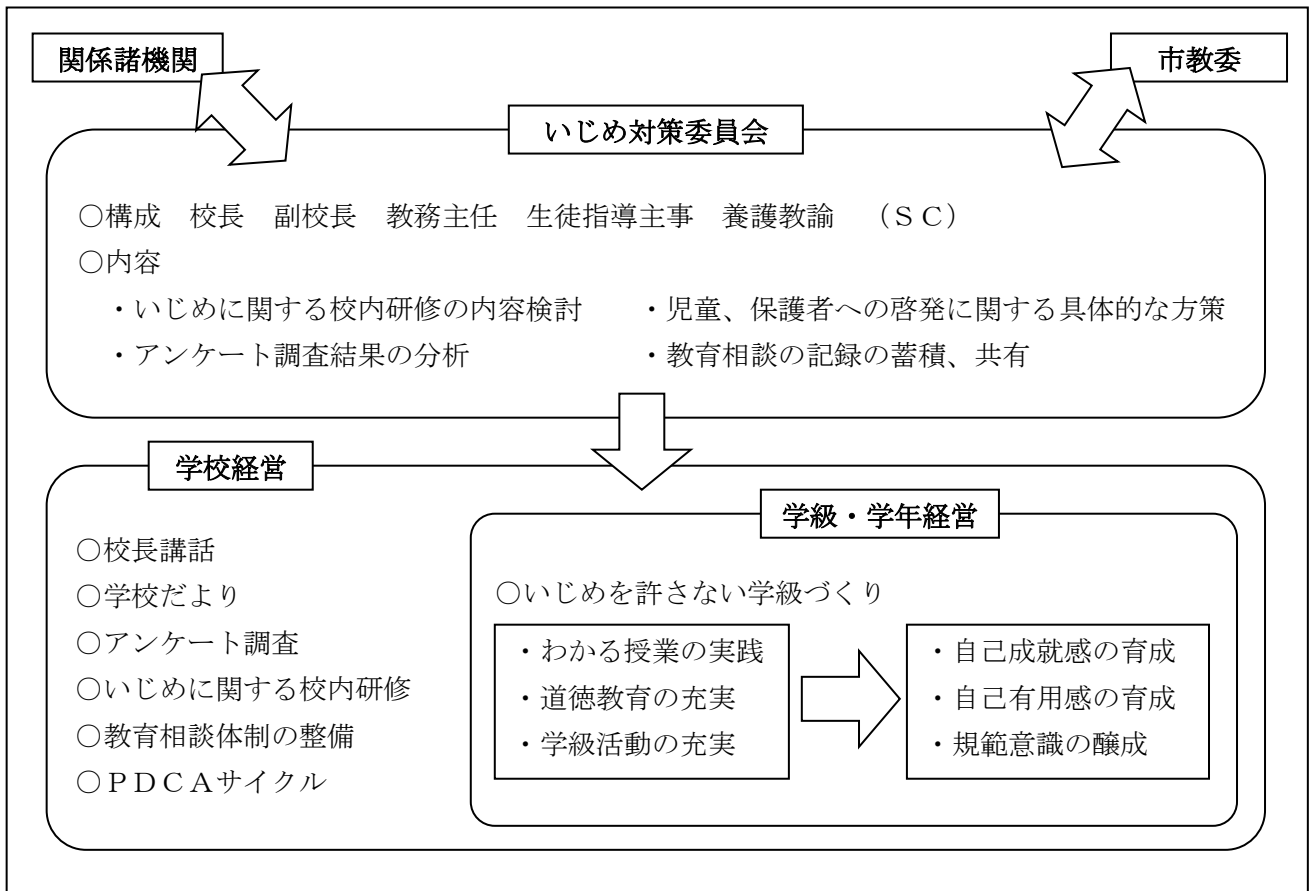 関係諸機関
市教委
いじめ対策委員会
○構成　校長　副校長　教務主任　生徒指導主事　養護教諭　（ＳＣ）
○内容
・いじめに関する校内研修の内容検討　　・児童、保護者への啓発に関する具体的な方策
・アンケート調査結果の分析　　・教育相談の記録の蓄積、共有
学校経営
○校長講話
○学校だより
○アンケート調査
○いじめに関する校内研修
○教育相談体制の整備
○ＰＤＣＡサイクル
学級・学年経営
○いじめを許さない学級づくり
・わかる授業の実践
・道徳教育の充実
・学級活動の充実
・自己成就感の育成
・自己有用感の育成
・規範意識の醸成